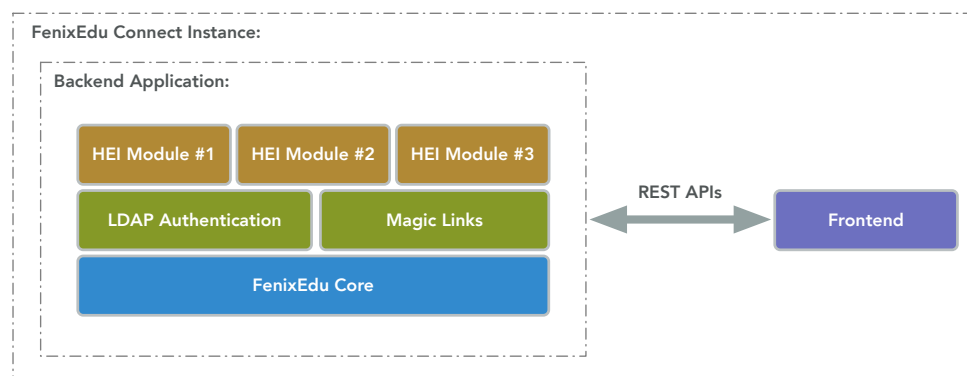 FenixEdu Connect Instance:
Backend Application:
HEI Module #1
HEI Module #2
HEI Module #3
LDAP Authentication
Magic Links
FenixEdu Core
REST APIs
Frontend